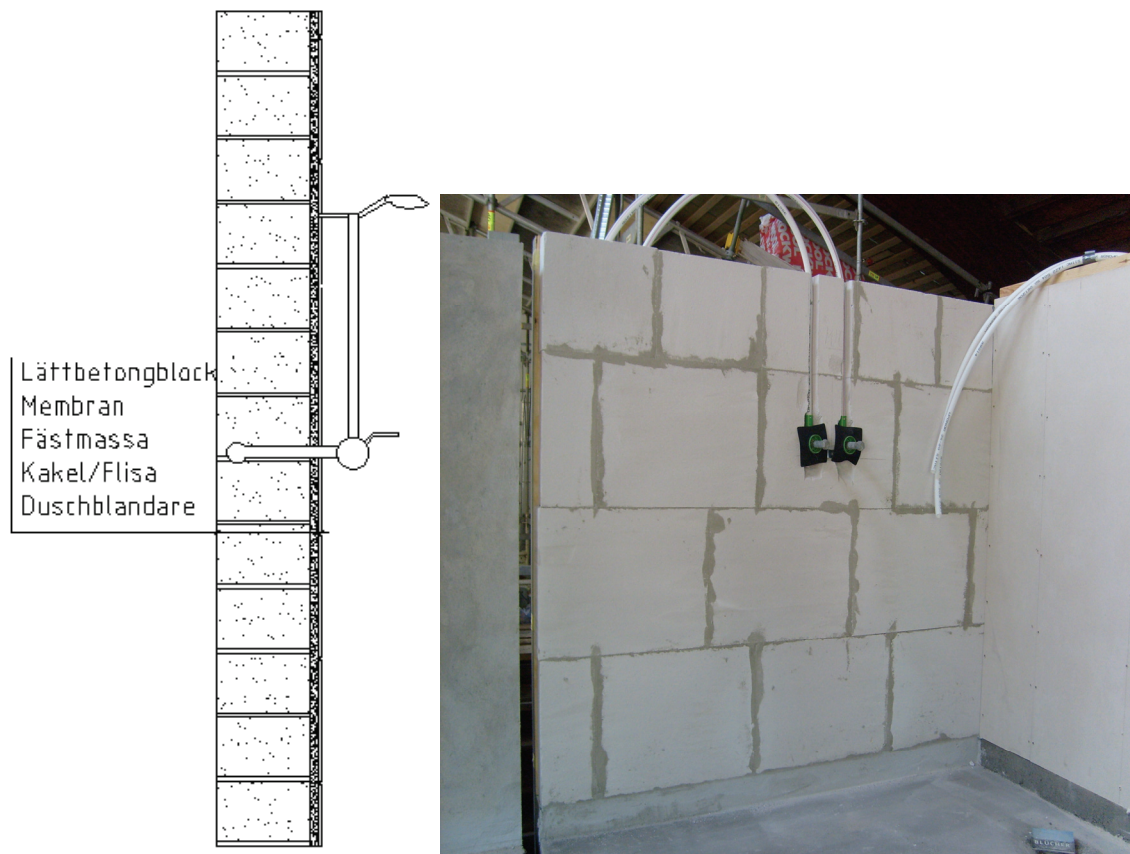 Lättbetongblock
Membran
Fästmassa
Kakel/Flisa
Duschblandare